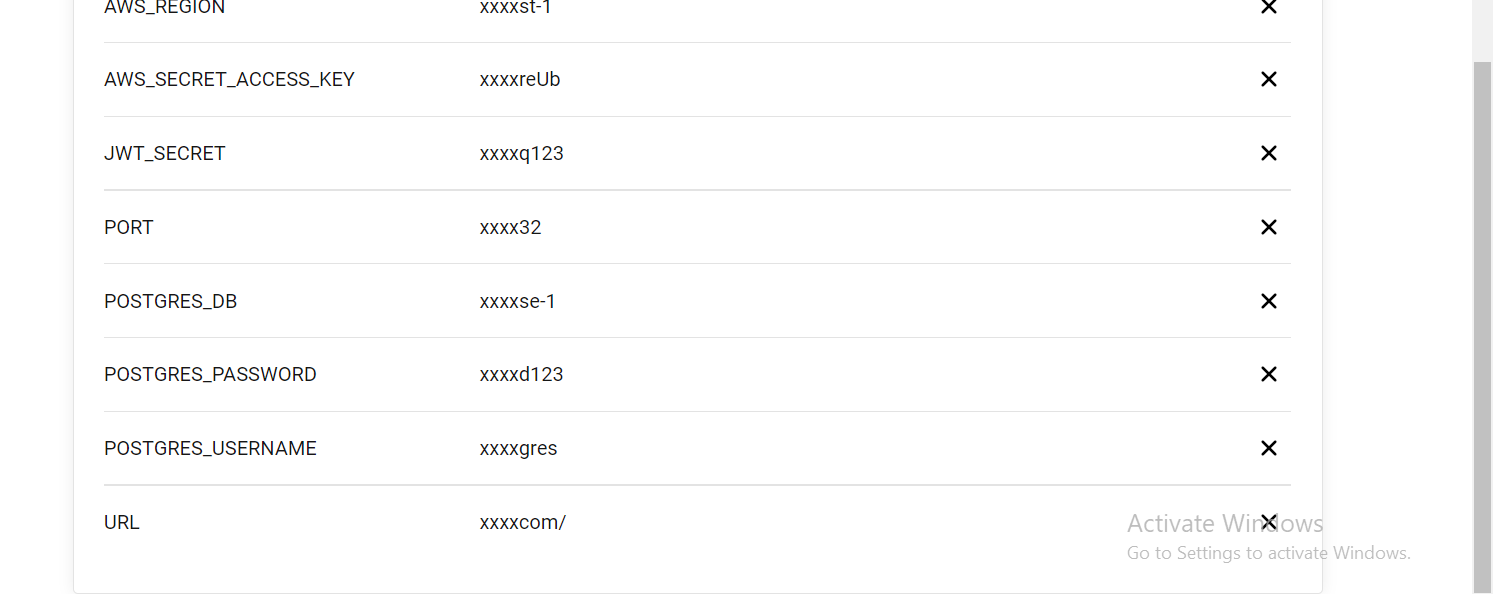 AWS_REGION xxxxst-1
AWS_SECRET_ACCESS_KEY xxxxreUb
JWT_SECRET xxxxq123
PORT xxxx32
POSTGRES_DB xxxxse-1
POSTGRES_PASSWORD xxxxd123
POSTGRES_USERNAME xxxxgres
URL xxxxcom/
Activate Windows
Go to Settings to activate Windows.